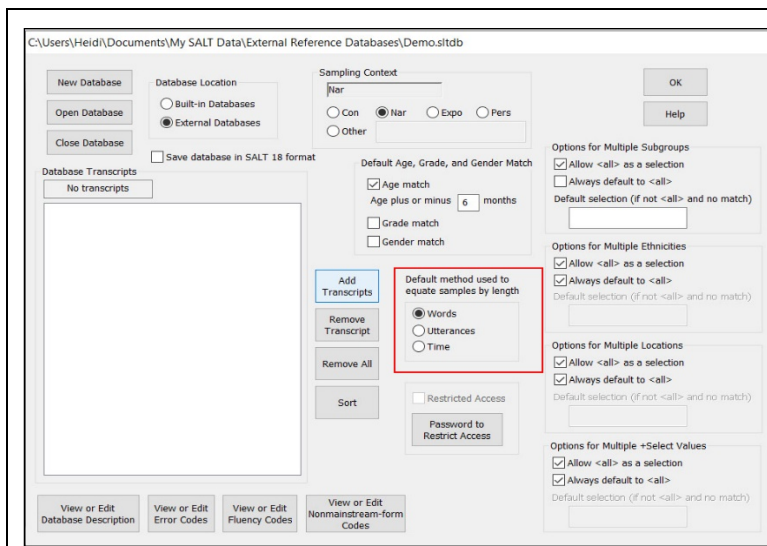 C:\Users\Heidi\Documents\My SALT Data\External Reference Databases\Demo.sltdb
New Database
Open Database
Close Database
Database Location
Built-in Databases
External Databases
Save database in SALT 18 format
Sampling Context
Nar
Con
Nar
Expo
Pers
Other
OK
Help
Database Transcripts
No transcripts
Default Age, Grade, and Gender Match
Age match
Age plus or minus 6 months
Grade match
Gender match
Add
Transcripts
Remove
Transcript
Remove All
Sort
Default method used to
equate samples by length
Words
Utterances
Time
Restricted Access
Password to
Restrict Access
Options for Multiple Subgroups
Allow <all> as a selection
Always default to <all>
Default selection (if not <all> and no match)
Options for Multiple Ethnicities
Allow <all> as a selection
Always default to <all>
Default selection (if not <all> and no match)
Options for Multiple Locations
Allow <all> as a selection
Always default to <all>
Default selection (if not <all> and no match)
Options for Multiple +Select Values
Allow <all> as a selection
Always default to <all>
Default selection (if not <all> and no match)
View or Edit
Database Description
View or Edit
Error Codes
View or Edit
Fluency Codes
View or Edit
Nonmainstream-form
Codes